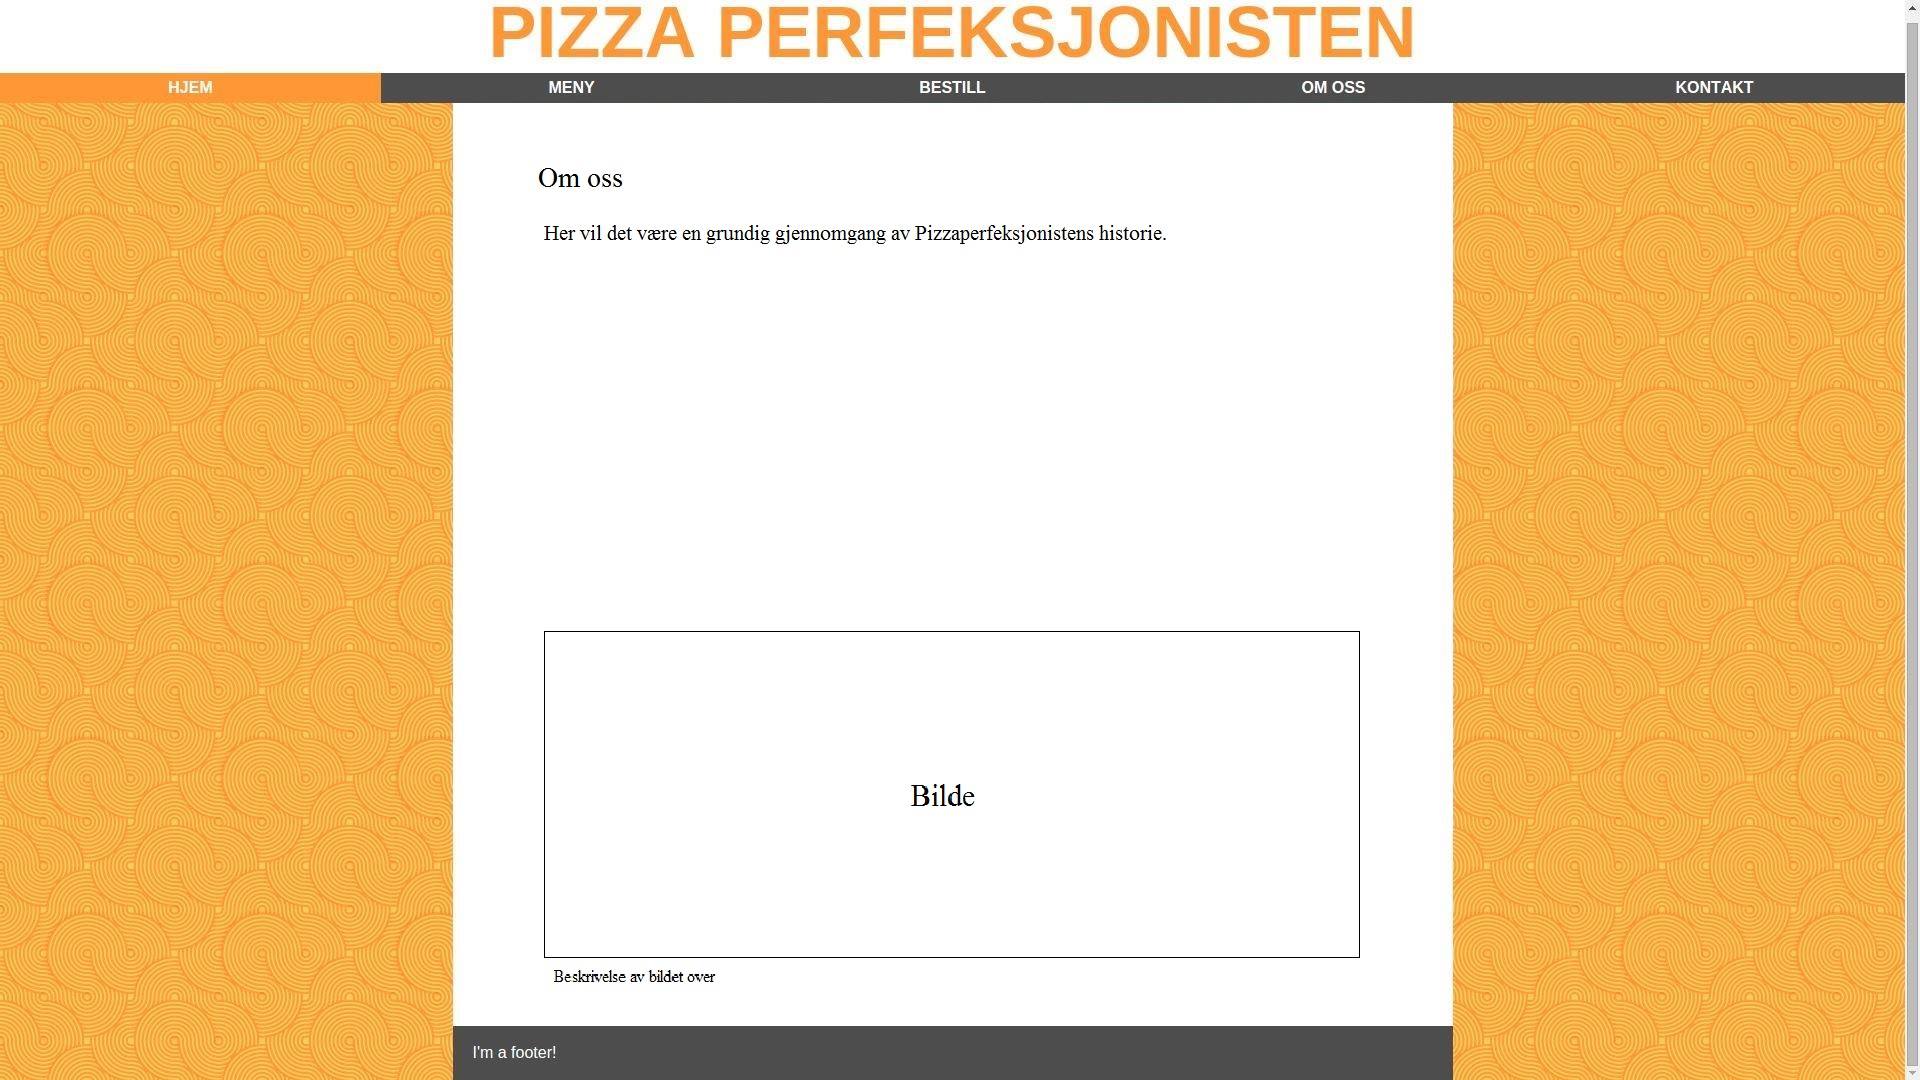 PIZZA PERFEKSJONISTEN
HJEM MENY BESTILL OM OSS KONTAKT
Om oss
Her vil det være en grundig gjennomgang av Pizzaperfeksjonistens historie.
Bilde
Beskrivelse av bildet over
I'm a footer!